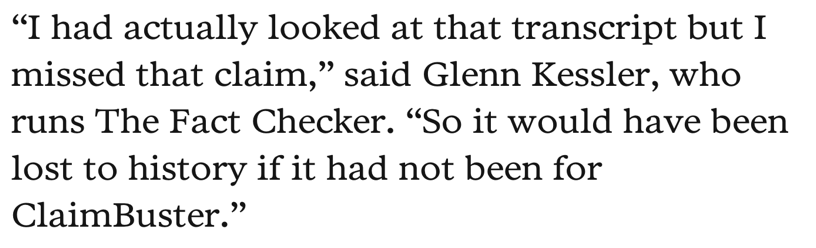 “I had actually looked at that transcript but I
missed that claim,” said Glenn Kessler, who
runs The Fact Checker. “So it would have been
lost to history if it had not been for
ClaimBuster.”